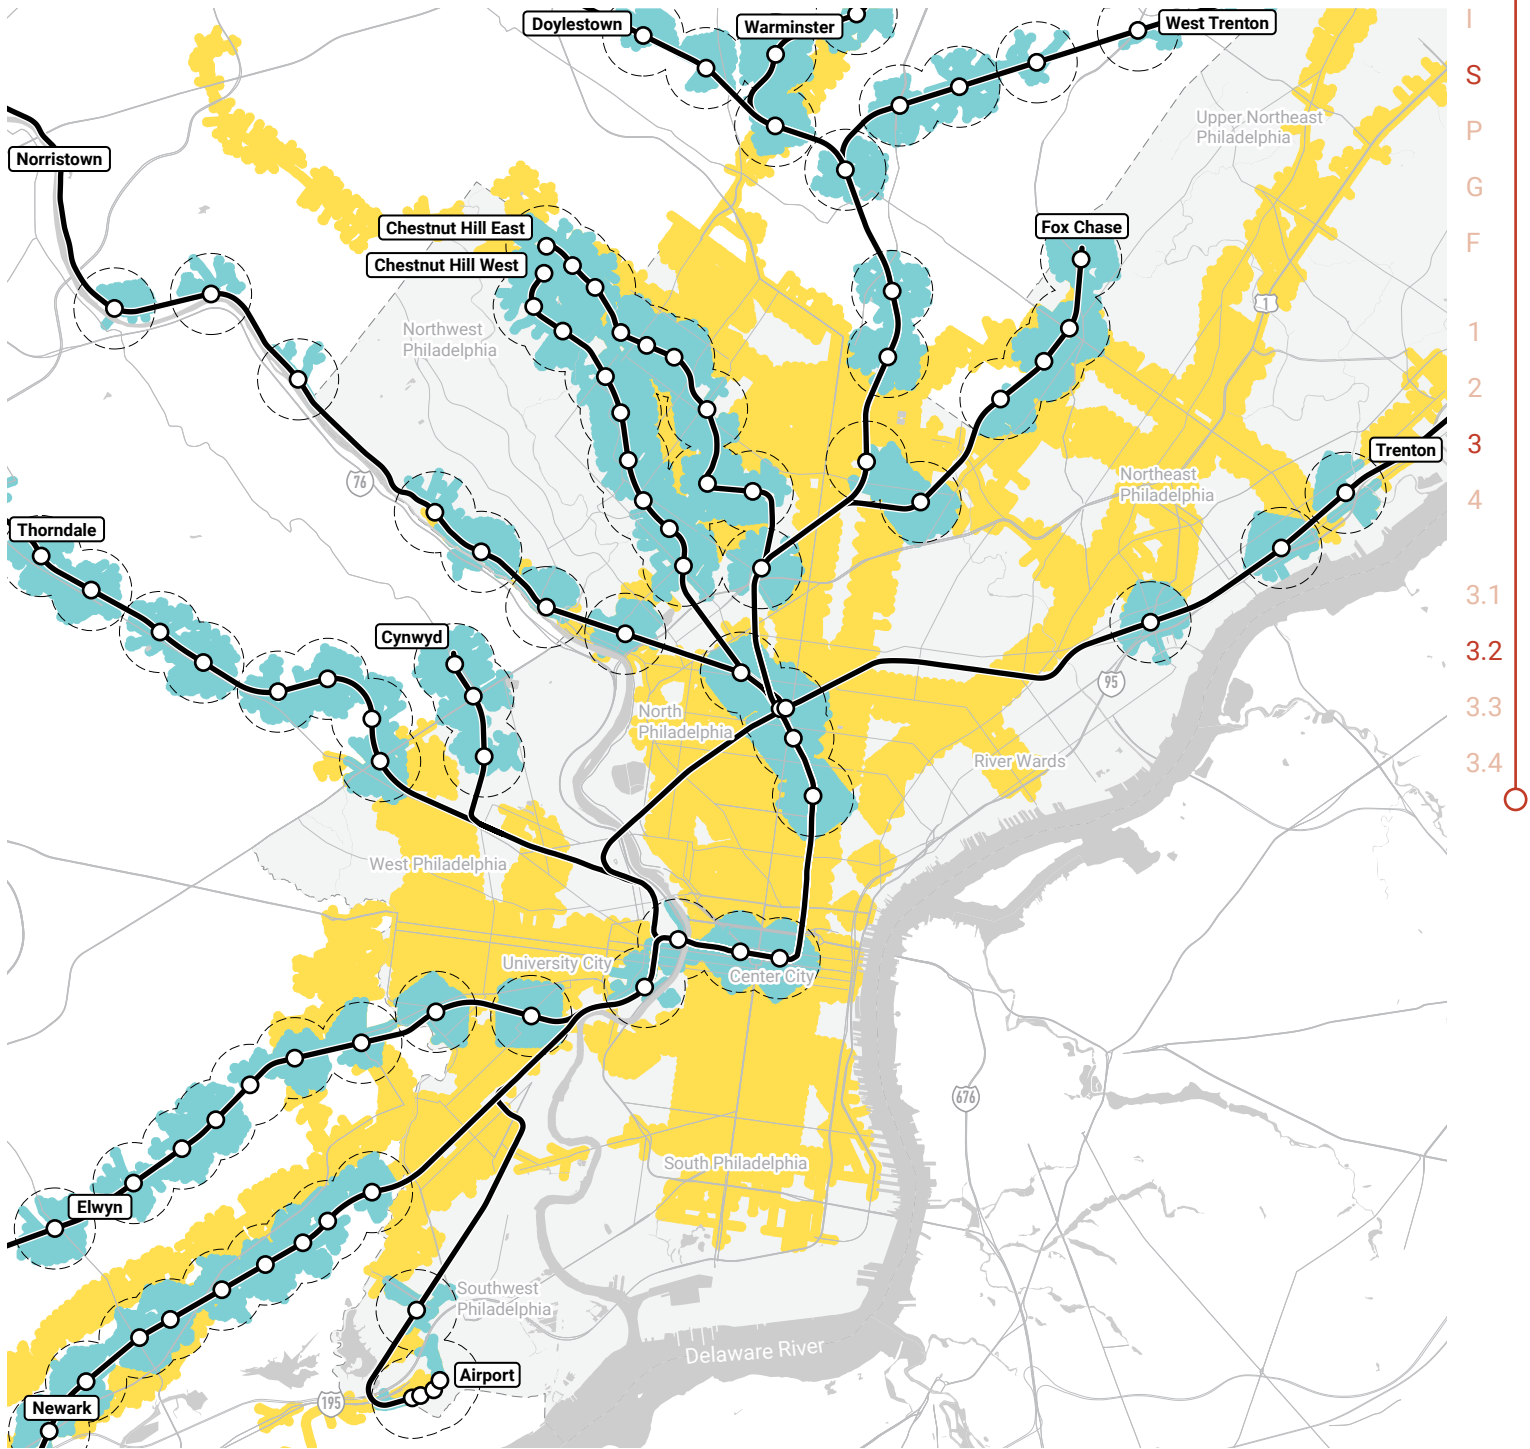 Doylestown
Warminster
West Trenton
I
S
P
G
F
1
2
3
4
3.1
3.2
3.3
3.4
Upper Northeast
Philadelphia
Norristown
Chestnut Hill East
Chestnut Hill West
Fox Chase
1
Northwest
Philadelphia
Trenton
76
Northeast
Philadelphia
Thorndale
Cynwyd
95
North
Philadelphia
River Wards
West Philadelphia
University City
Center City
676
South Philadelphia
Elwyn
Southwest
Philadelphia
Delaware River
Airport
195
Newark